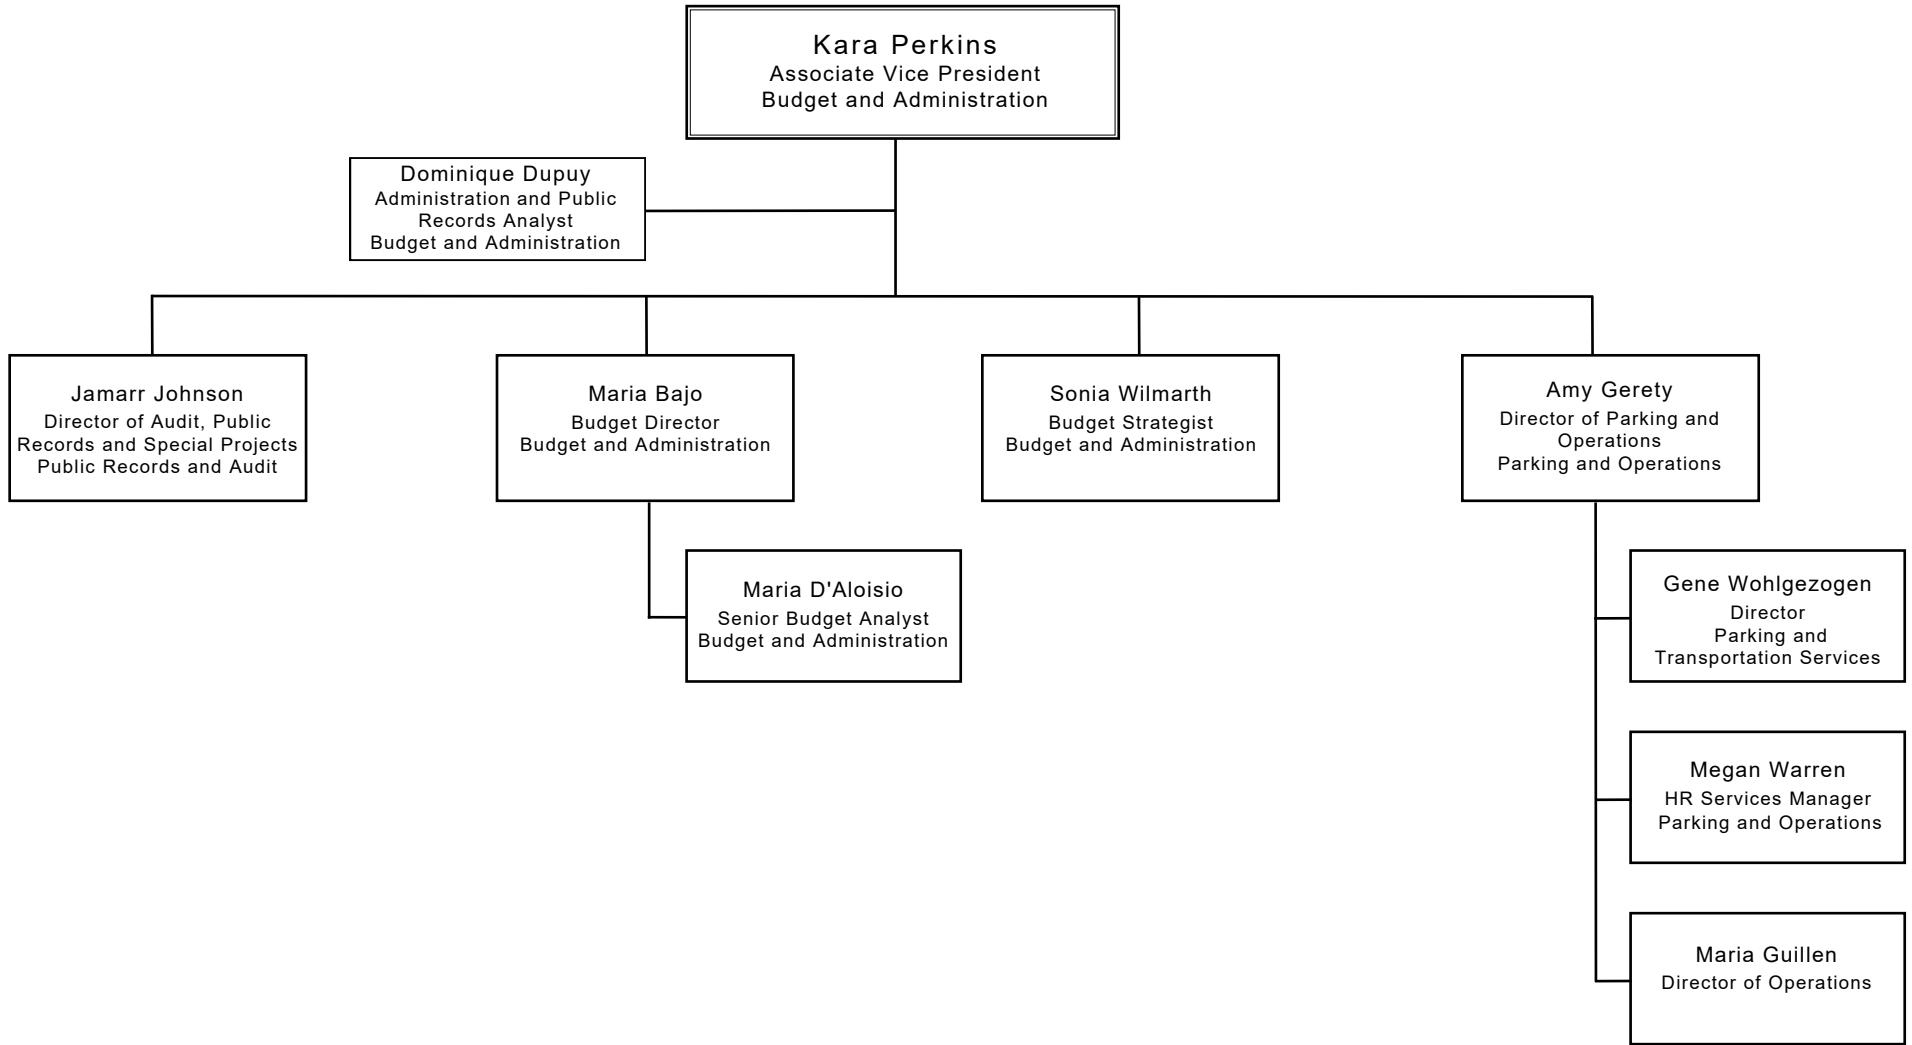 Kara Perkins
Associate Vice President
Budget and Administration
Dominique Dupuy
Administration and Public
Records Analyst
Budget and Administration
Jamarr Johnson
Director of Audit, Public
Records and Special Projects
Public Records and Audit
Maria Bajo
Budget Director
Budget and Administration
Sonia Wilmarth
Budget Strategist
Budget and Administration
Amy Gerety
Director of Parking and
Operations
Parking and Operations
Maria D'Aloisio
Senior Budget Analyst
Budget and Administration
Gene Wohlgezogen
Director
Parking and
Transportation Services
Megan Warren
HR Services Manager
Parking and Operations
Maria Guillen
Director of Operations